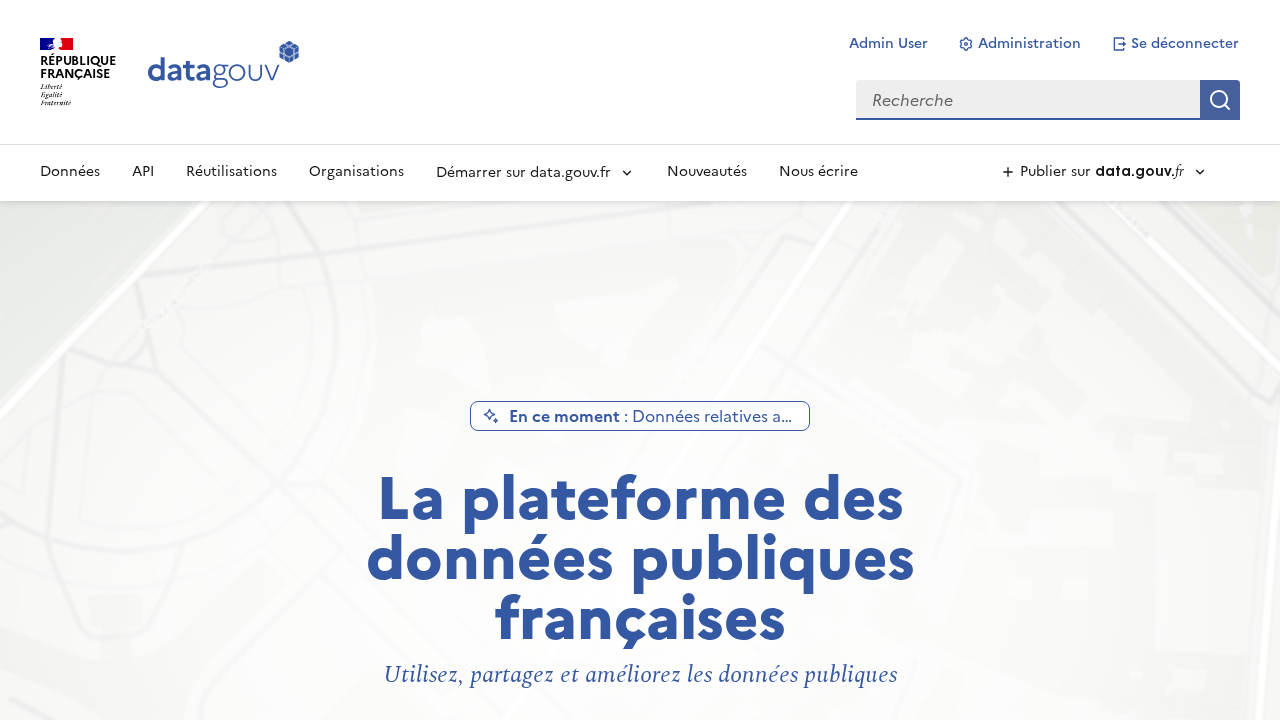 RÉPUBLIQUE
FRANÇAISE
Liberté
Égalité
Fraternité
datagouv
Admin User
Administration
Se déconnecter
Recherche
Données
API
Réutilisations
Organisations
Démarrer sur data.gouv.fr
Nouveautés
Nous écrire
Publier sur data.gouv.fr
En ce moment : Données relatives a…
La plateforme des
données publiques
françaises
Utilisez, partagez et améliorez les données publiques